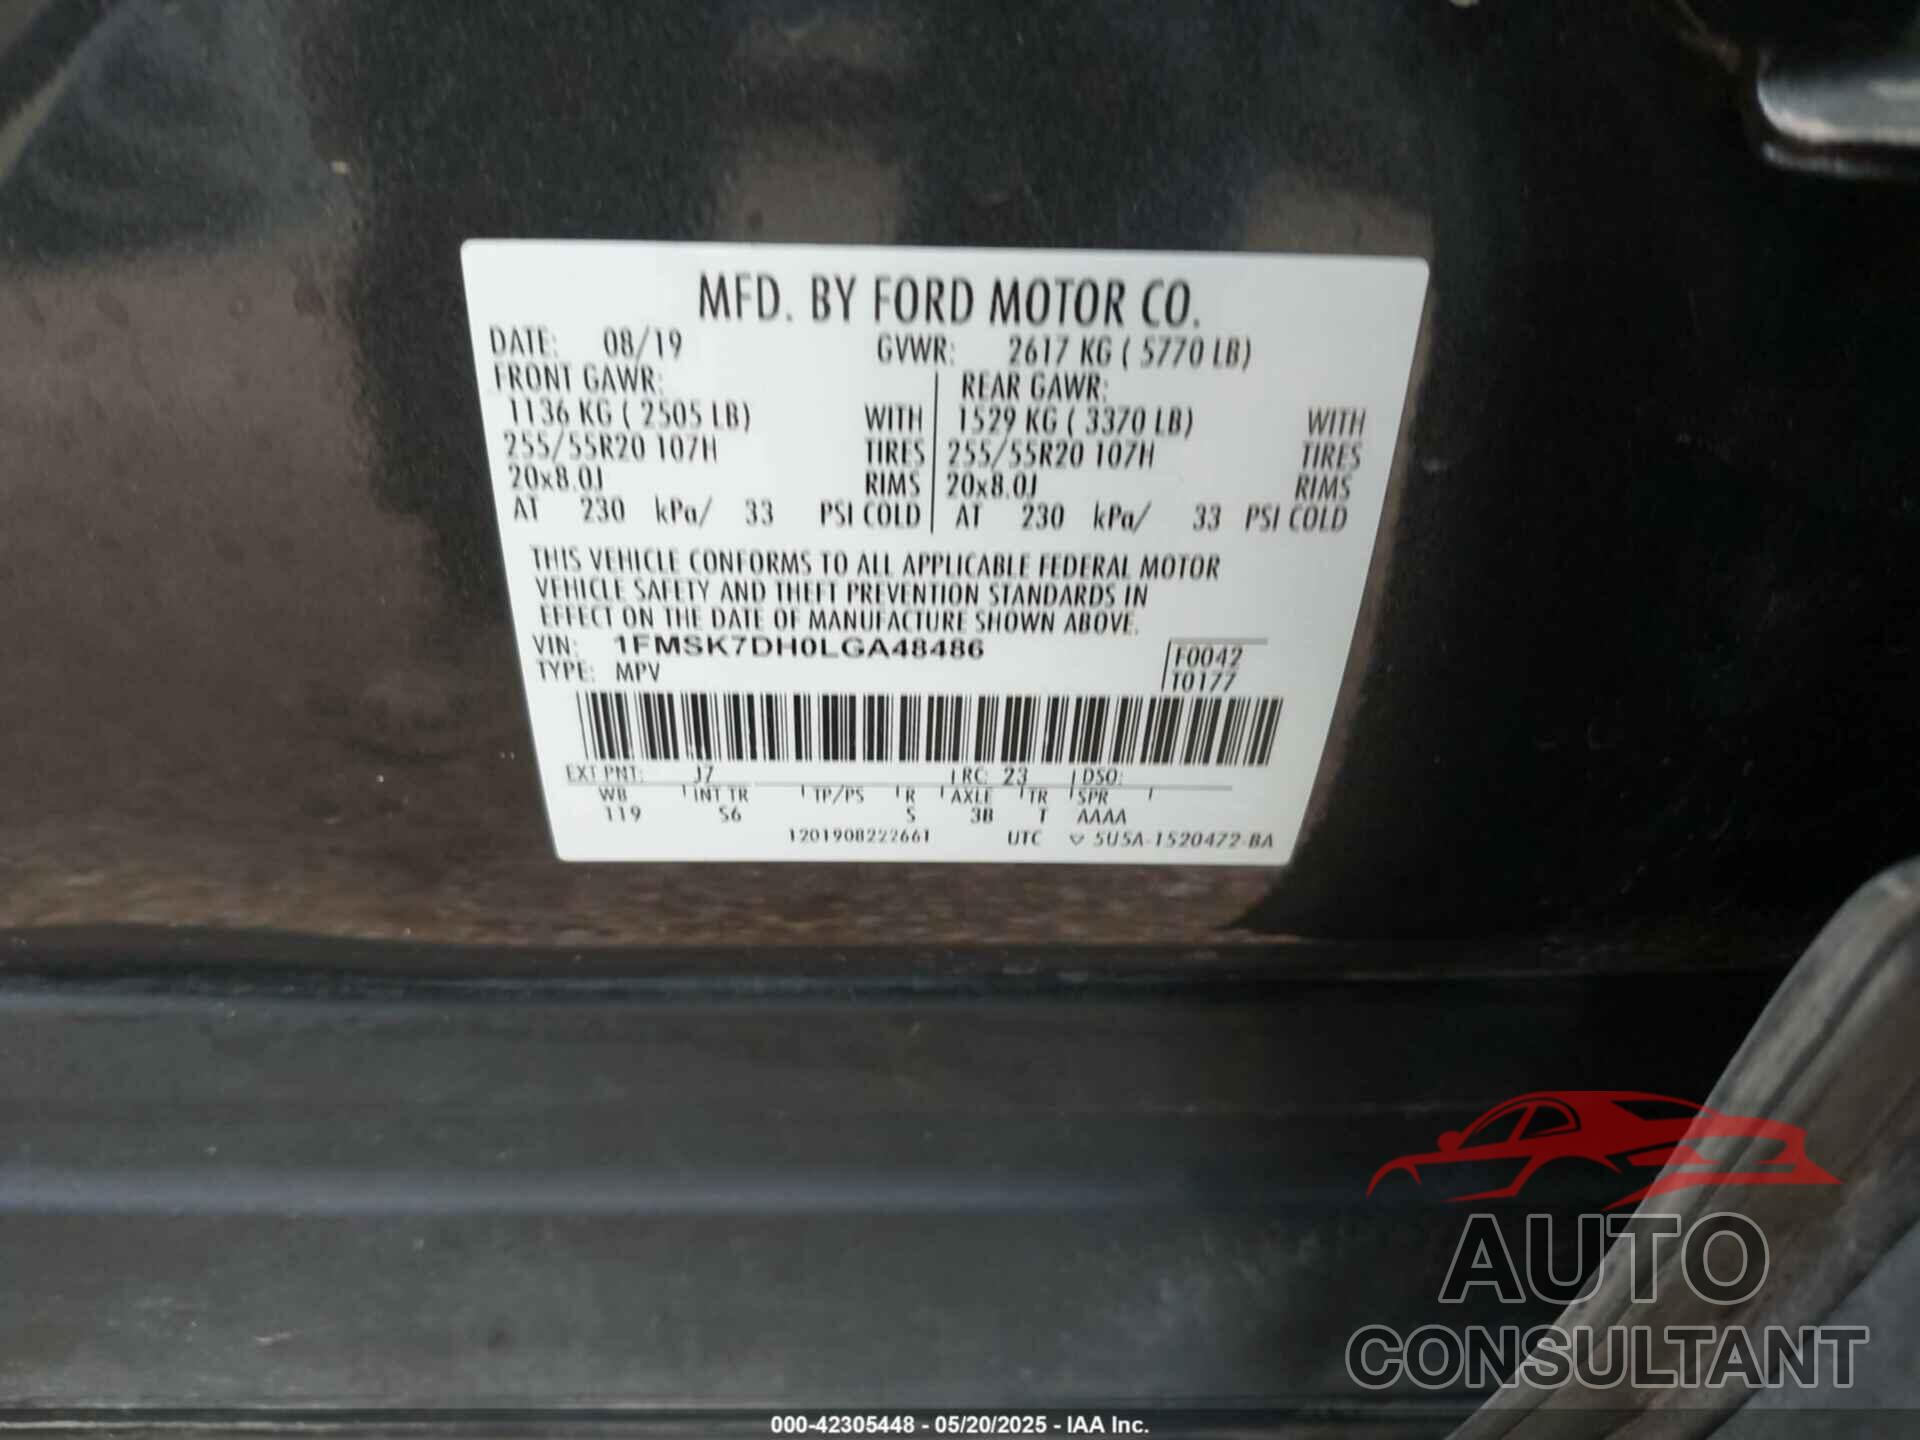 MFD. BY FORD MOTOR CO.
DATE: 08/19 GVWR: 2617 KG ( 5770 LB)
FRONT GAWR: REAR GAWR:
1136 KG ( 2505 LB) WITH 1529 KG ( 3370 LB) WITH
255/55R20 107H TIRES 255/55R20 107H TIRES
20x8.0J RIMS 20x8.0J RIMS
AT 230 kPa/ 33 PSI COLD AT 230 kPa/ 33 PSI COLD
THIS VEHICLE CONFORMS TO ALL APPLICABLE FEDERAL MOTOR
VEHICLE SAFETY AND THEFT PREVENTION STANDARDS IN
EFFECT ON THE DATE OF MANUFACTURE SHOWN ABOVE.
VIN: 1FMSK7DH0LGA48486 F0042
TYPE: MPV T0177
EXT PNT: J7 RC: 23 DSO:
WB INT TR TP/PS R AXLE TR SPR
119 S6 S 3B T AAAA
1201908222661 UTC ▽ 5U5A-1520472-BA
AUTO
CONSULTANT
000-42305448 - 05/20/2025 - IAA Inc.